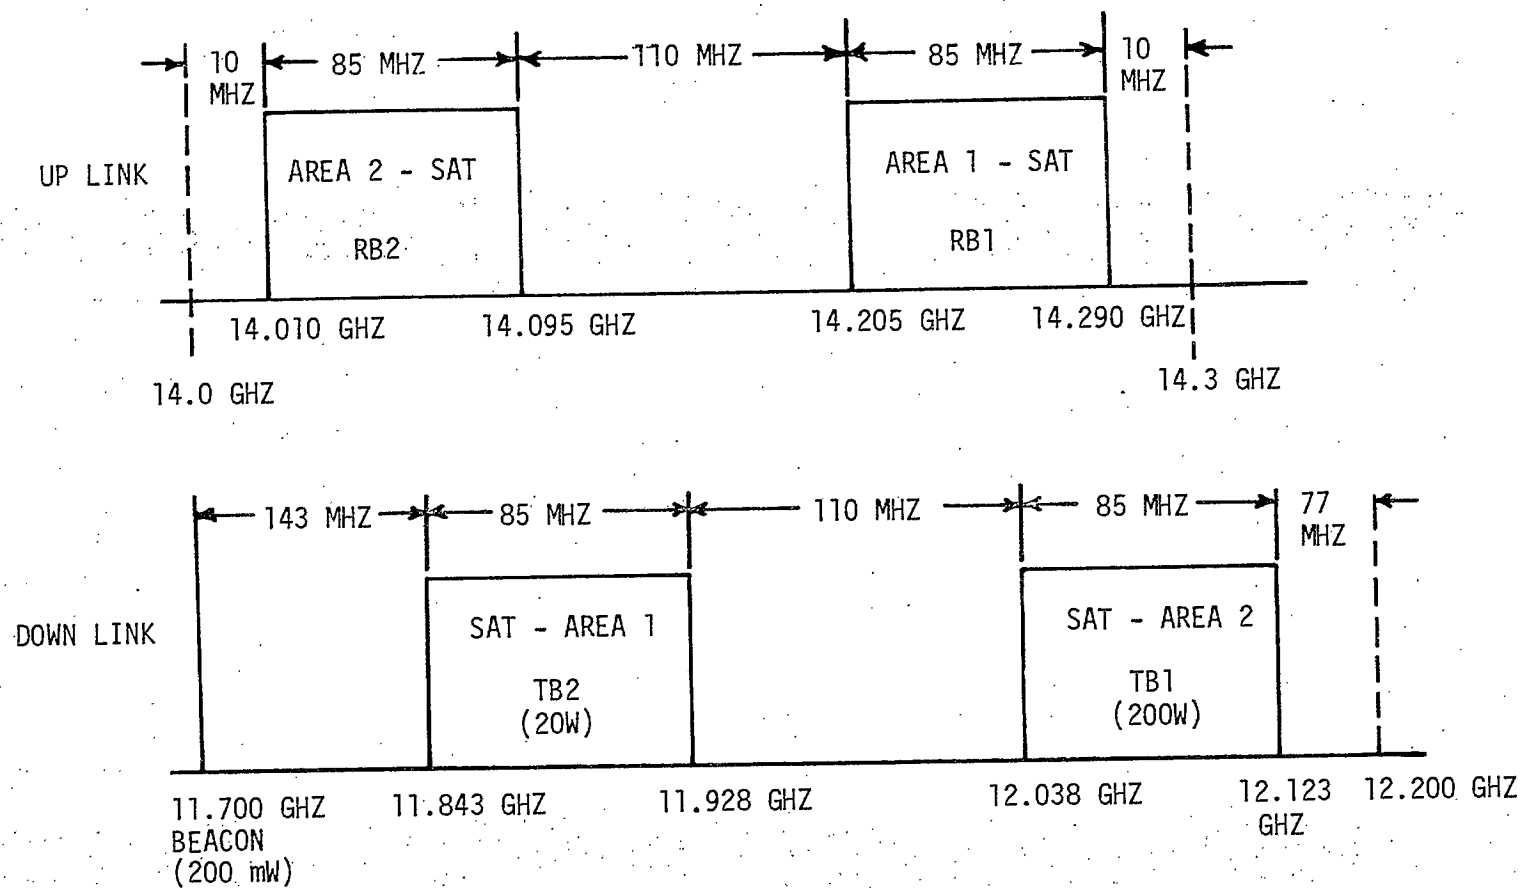 10 MHZ
85 MHZ
110 MHZ
85 MHZ
10 MHZ
UP LINK
AREA 2 - SAT
RB2
AREA 1 - SAT
RB1
14.010 GHZ
14.095 GHZ
14.205 GHZ
14.290 GHZ
14.0 GHZ
14.3 GHZ
143 MHZ
85 MHZ
110 MHZ
85 MHZ
77
MHZ
DOWN LINK
SAT - AREA 1
TB2
(20W)
SAT - AREA 2
TB1
(200W)
11.700 GHZ
BEACON
(200 mW)
11.843 GHZ
11.928 GHZ
12.038 GHZ
12.123
GHZ
12.200 GHZ